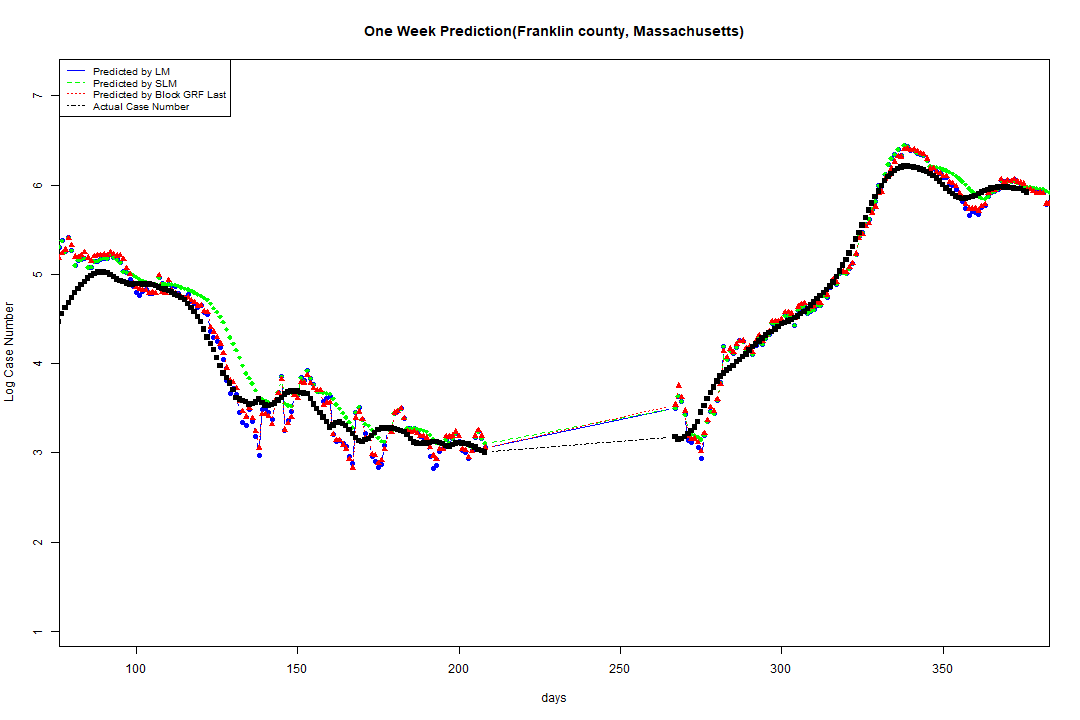 One Week Prediction(Franklin county, Massachusetts)
Predicted by LM
Predicted by SLM
Predicted by Block GRF Last
Actual Case Number
7
6
5
4
3
2
1
Log Case Number
100 150 200 250 300 350
days